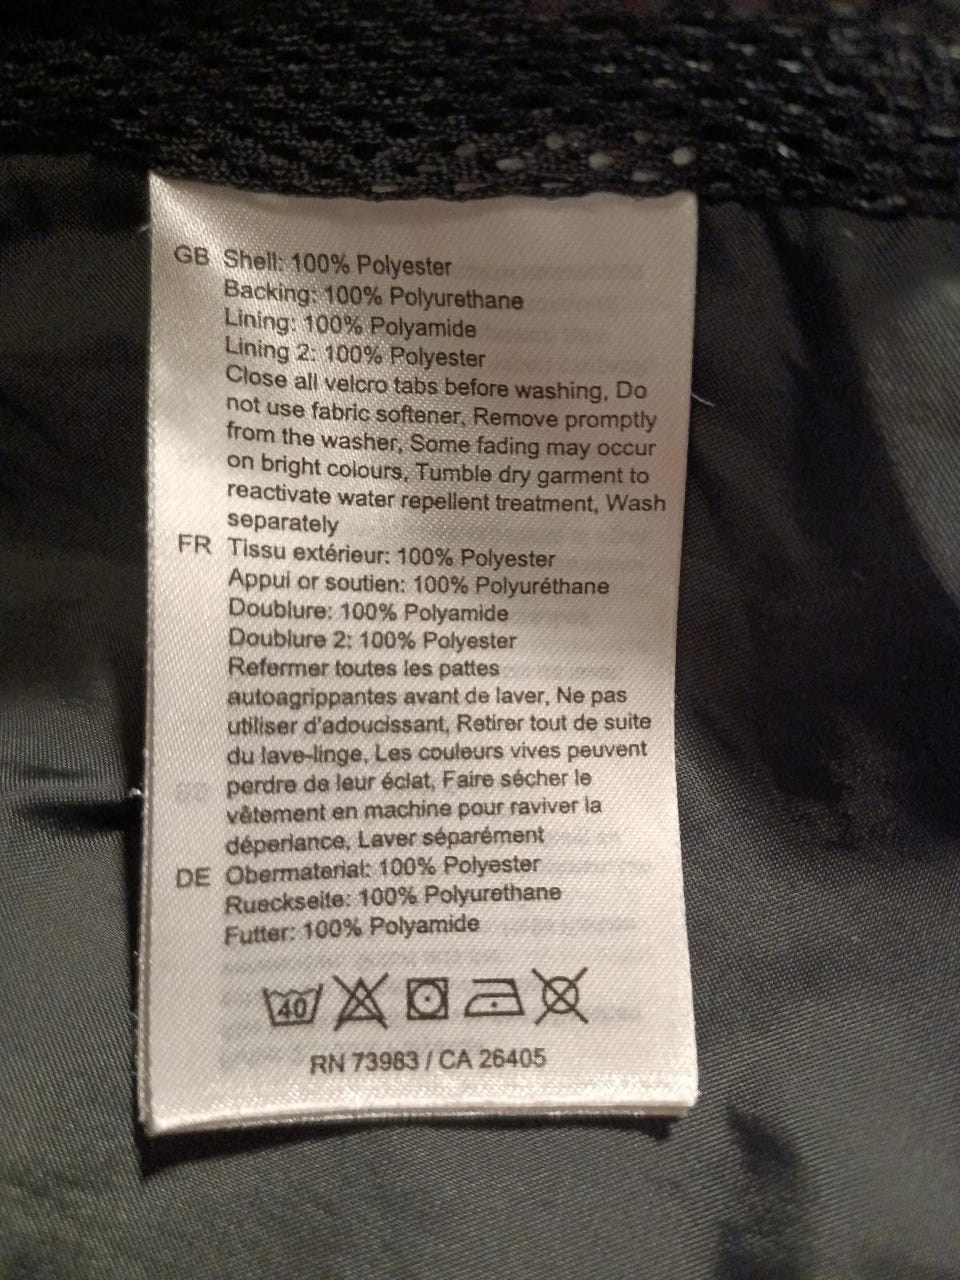 GB Shell: 100% Polyester
Backing: 100% Polyurethane
Lining: 100% Polyamide
Lining 2: 100% Polyester
Close all velcro tabs before washing, Do
not use fabric softener, Remove promptly
from the washer, Some fading may occur
on bright colours, Tumble dry garment to
reactivate water repellent treatment, Wash
separately
FR Tissu extérieur: 100% Polyester
Appui or soutien: 100% Polyuréthane
Doublure: 100% Polyamide
Doublure 2: 100% Polyester
Refermer toutes les pattes
autoagrippantes avant de laver, Ne pas
utiliser d'adoucissant, Retirer tout de suite
du lave-linge, Les couleurs vives peuvent
perdre de leur éclat, Faire sécher le
vêtement en machine pour raviver la
déperlance, Laver séparément
DE Obermaterial: 100% Polyester
Rueckseite: 100% Polyurethane
Futter: 100% Polyamide
40
RN 73983 / CA 26405